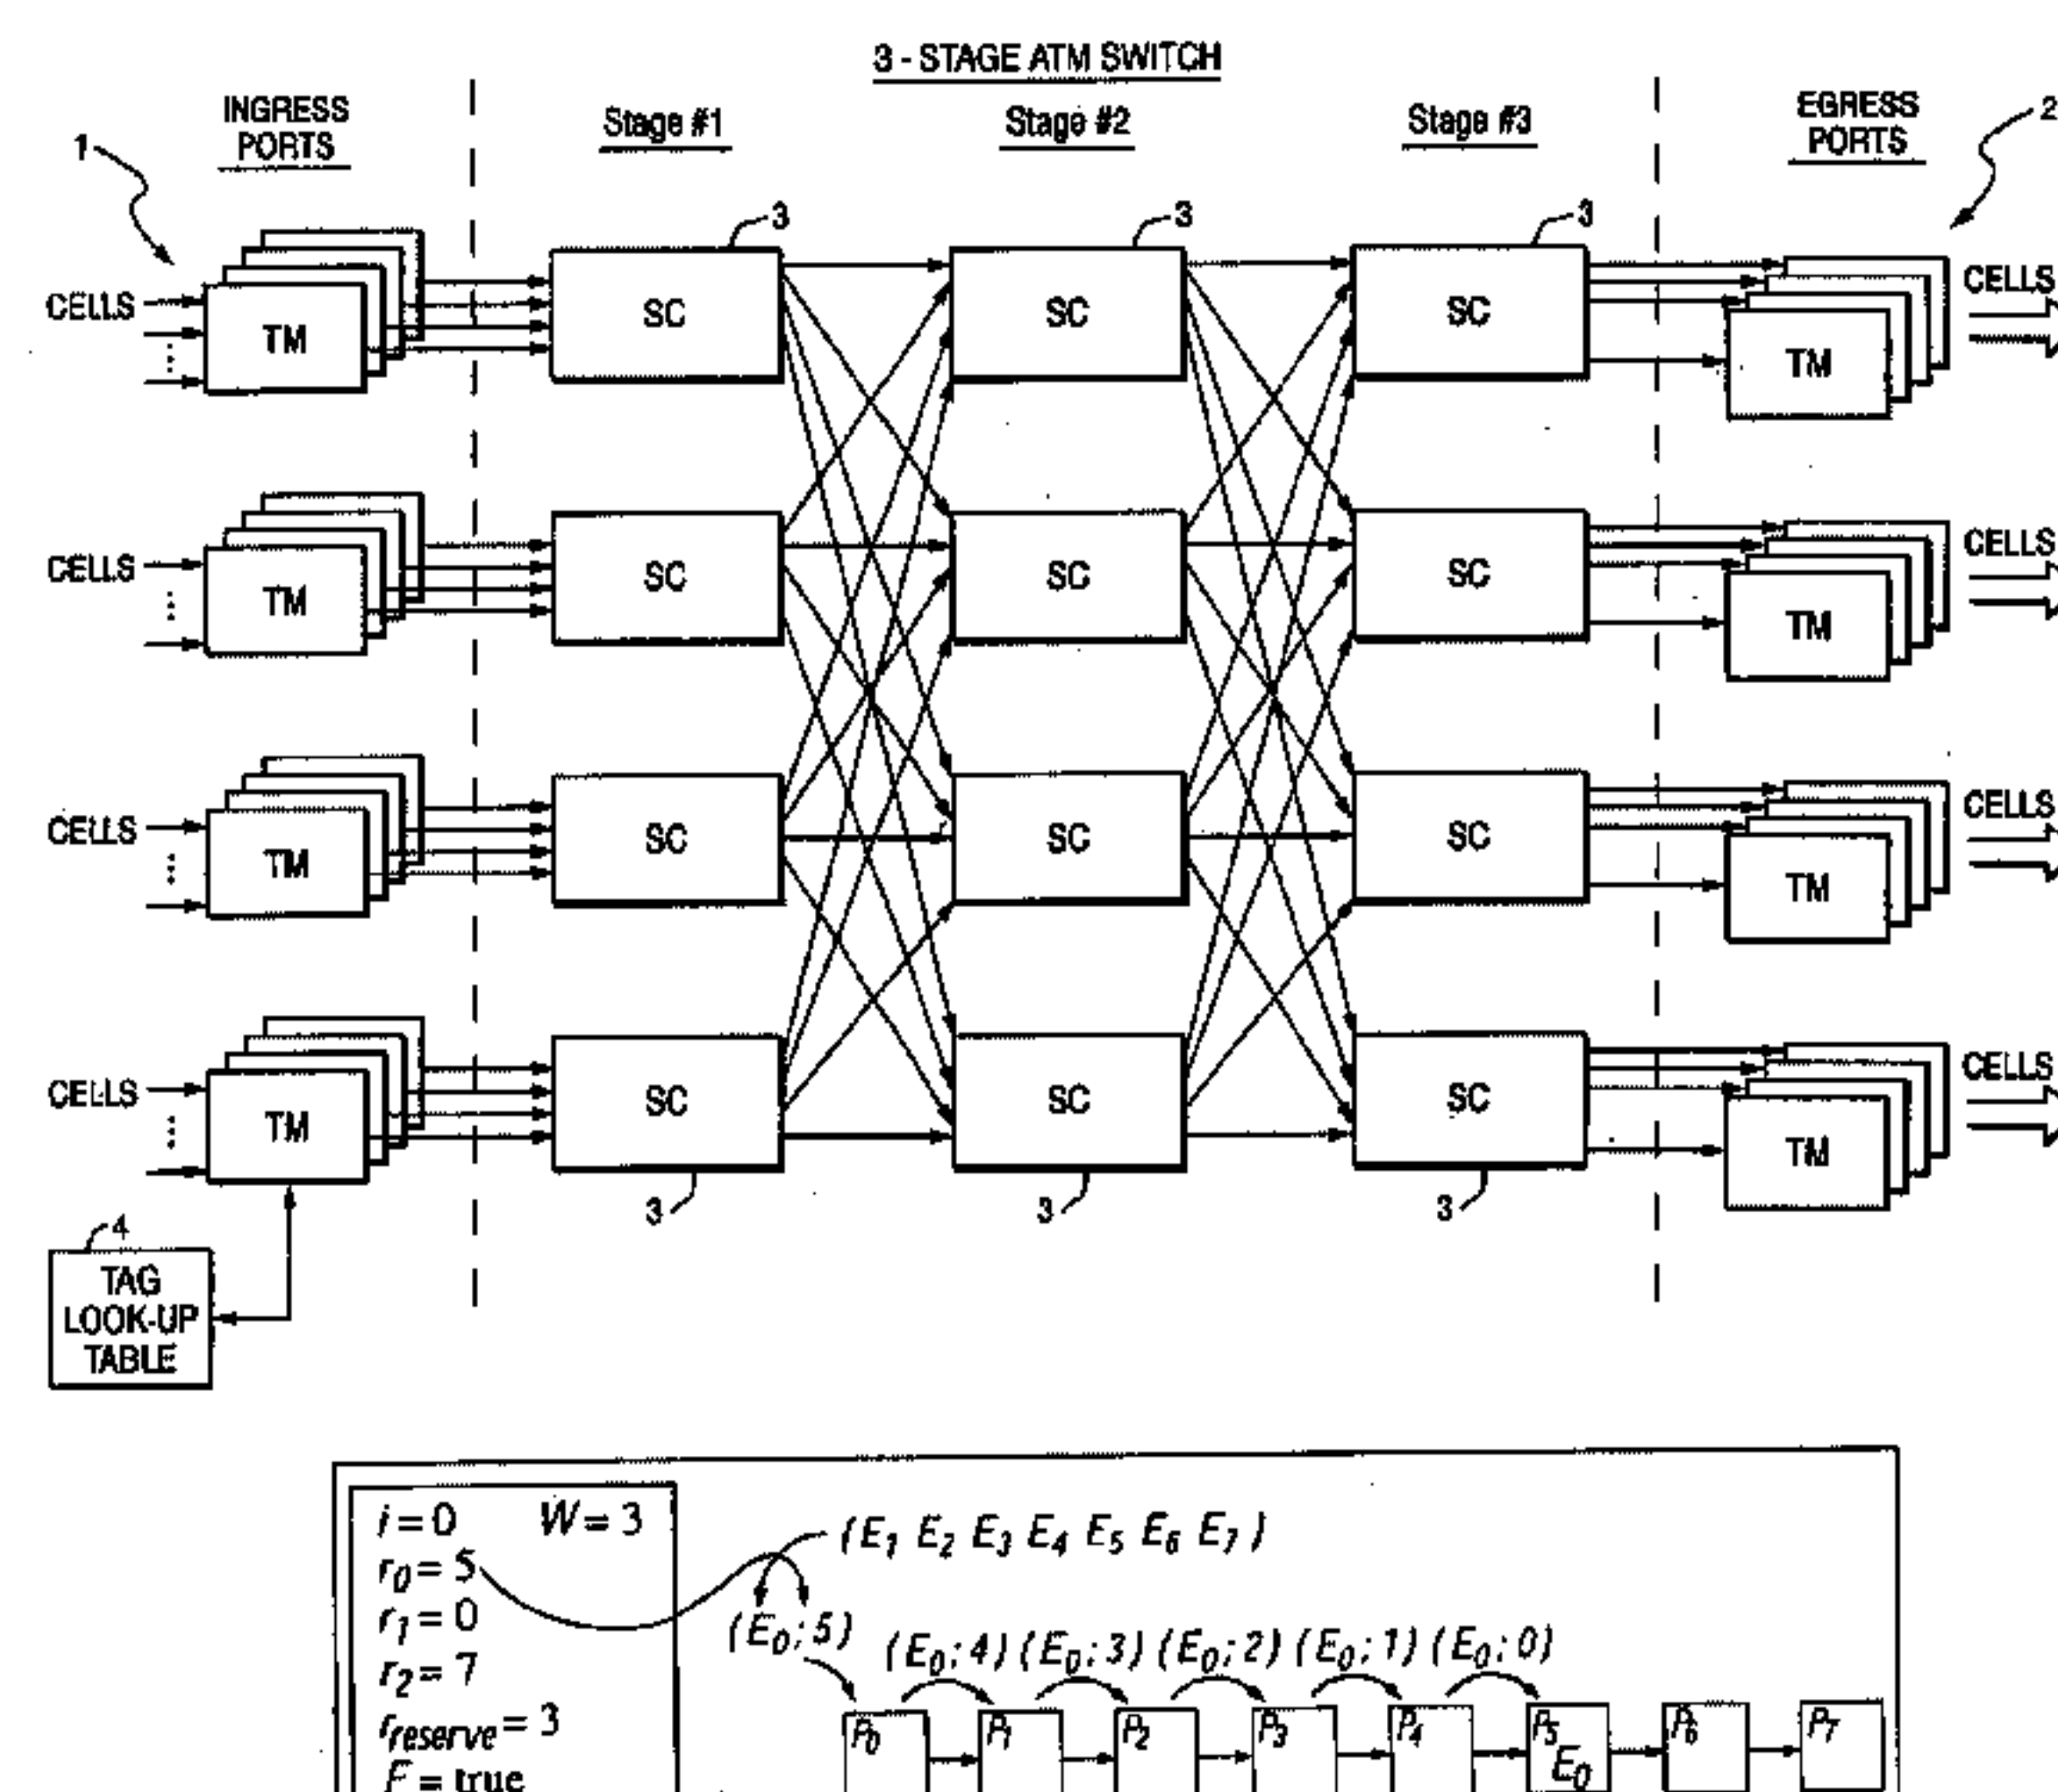 3 - STAGE ATM SWITCH
INGRESS PORTS
Stage #1
Stage #2
Stage #3
EGRESS PORTS
1
2
3
3
3
CELLS
TM
SC
SC
SC
TM
CELLS
CELLS
TM
SC
SC
SC
TM
CELLS
CELLS
TM
SC
SC
SC
TM
CELLS
CELLS
TM
SC
SC
SC
TM
CELLS
3
3
3
4
TAG
LOOK-UP
TABLE
i = 0 W = 3
(E1 E2 E3 E4 E5 E6 E7)
r0 = 5
r1 = 0
(E0; 5)
(E0; 4) (E0; 3) (E0; 2) (E0; 1) (E0; 0)
r2 = 7
rreserve = 3
P0 P1 P2 P3 P4 P5 P6 P7
E0
= true